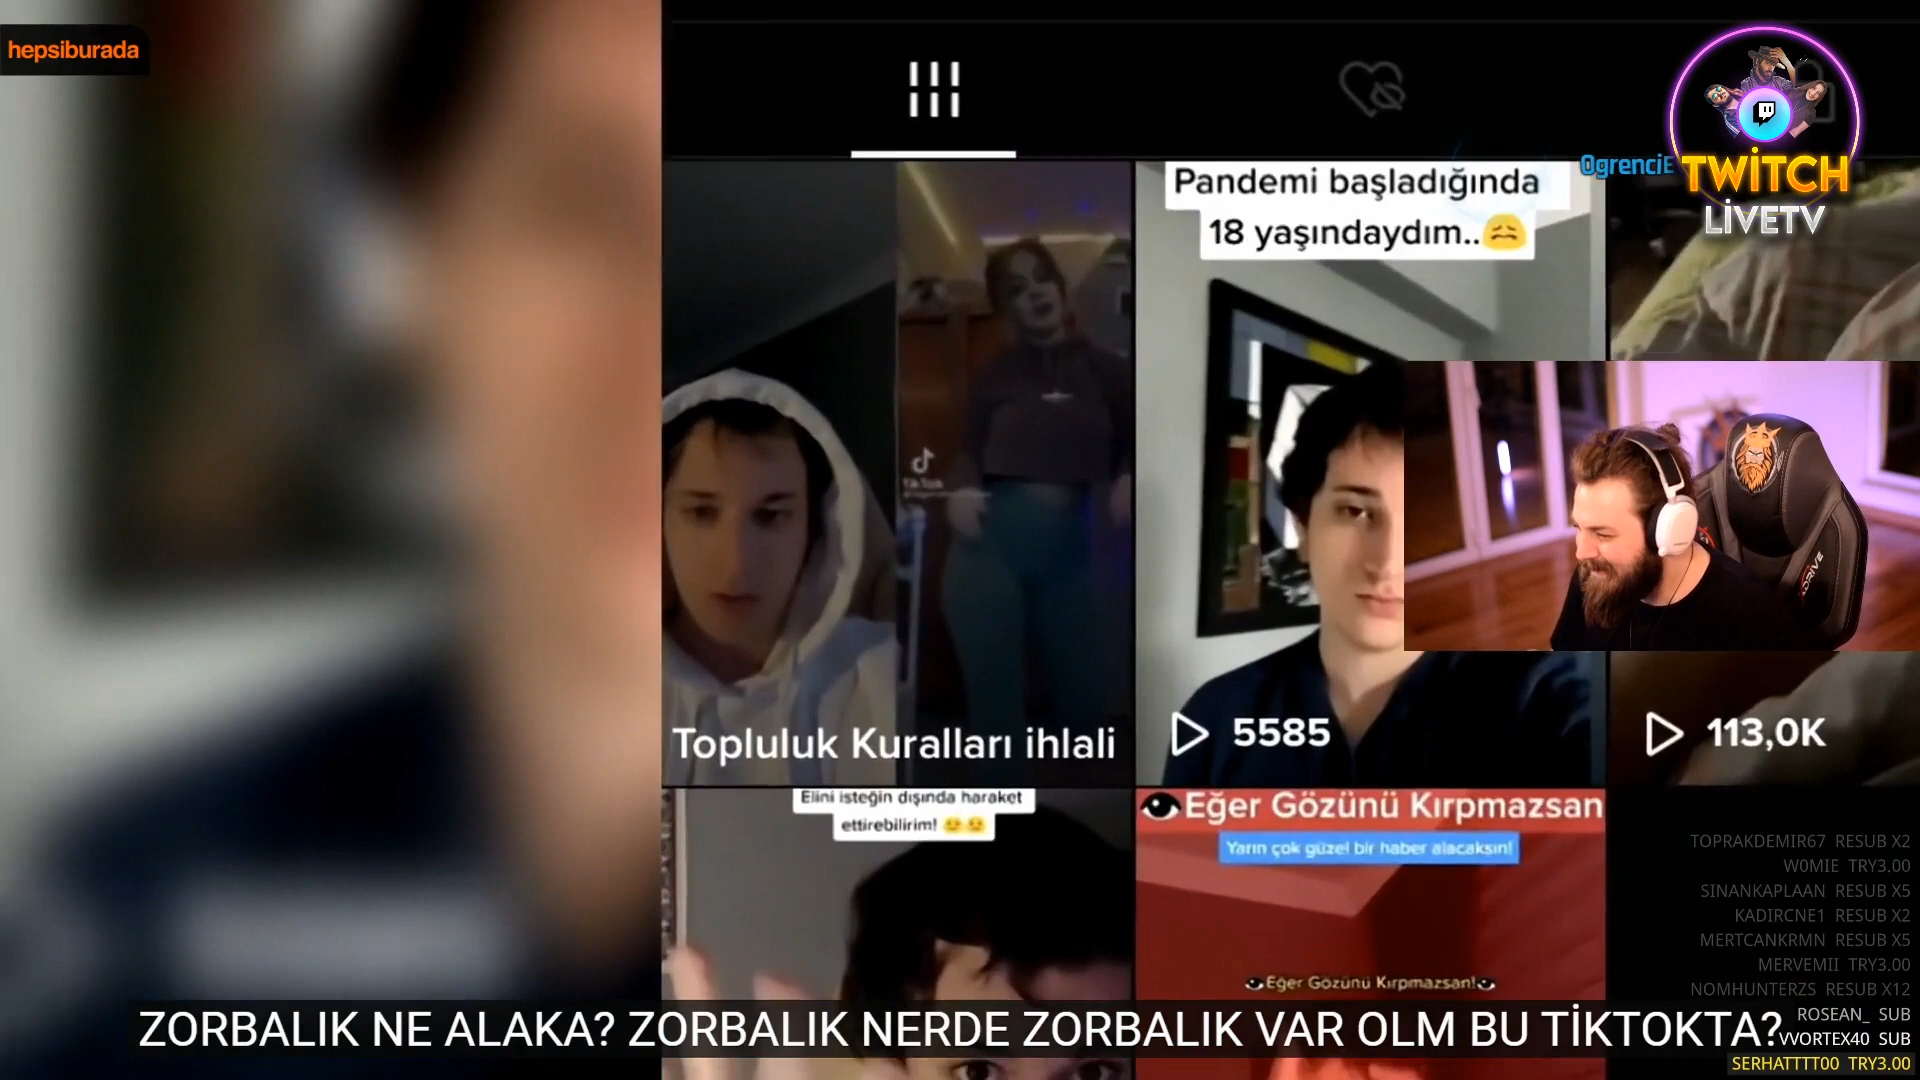 hepsiburada
OgrenciE
TWİTCH
LİVETV
Pandemi başladığında
18 yaşındaydım..😖
TikTok
Topluluk Kuralları ihlali
5585
113,0K
DRIVE
Elini isteğin dışında haraket
ettirebilirim!
👁Eğer Gözünü Kırpmazsan
Yarın çok güzel bir haber alacaksın!
👁Eğer Gözünü Kırpmazsan!👁
TOPRAKDEMIR67 RESUB X2
W0MIE TRY3.00
SINANKAPLAAN RESUB X5
KADIRCNE1 RESUB X2
MERTCANKRMN RESUB X5
MERVEMII TRY3.00
NOMHUNTERZS RESUB X12
ROSEAN_ SUB
VVORTEX40 SUB
SERHATTTT00 TRY3.00
ZORBALIK NE ALAKA? ZORBALIK NERDE ZORBALIK VAR OLM BU TİKTOKTA?